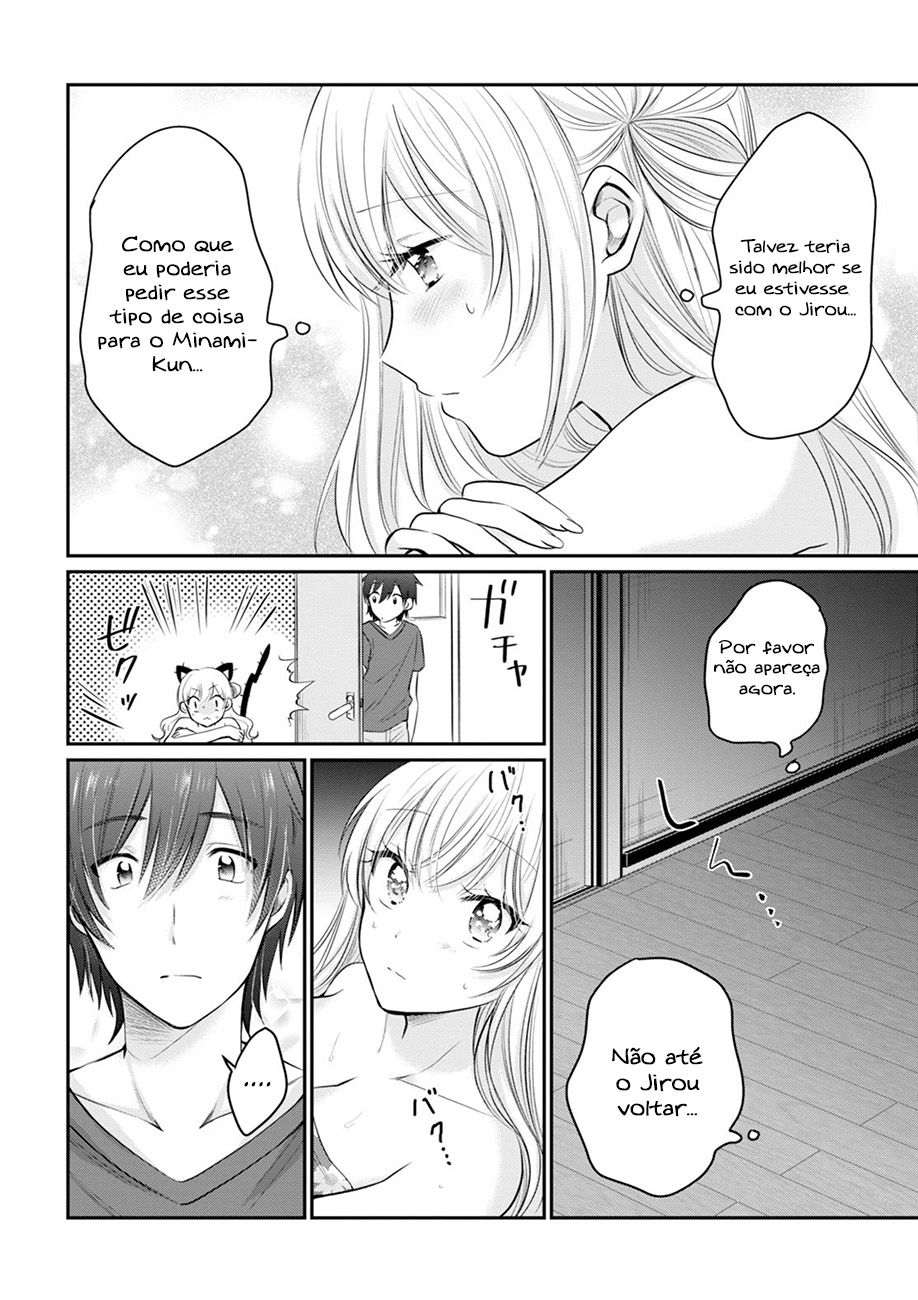 Talvez teria
sido melhor se
eu estivesse
com o Jirou...
Como que
eu poderia
pedir esse
tipo de coisa
para o Minami-
Kun...
Por favor
não apareça
agora.
Não até
o Jirou
voltar...
ガチャ
ビクッ
バク...
バク...
....